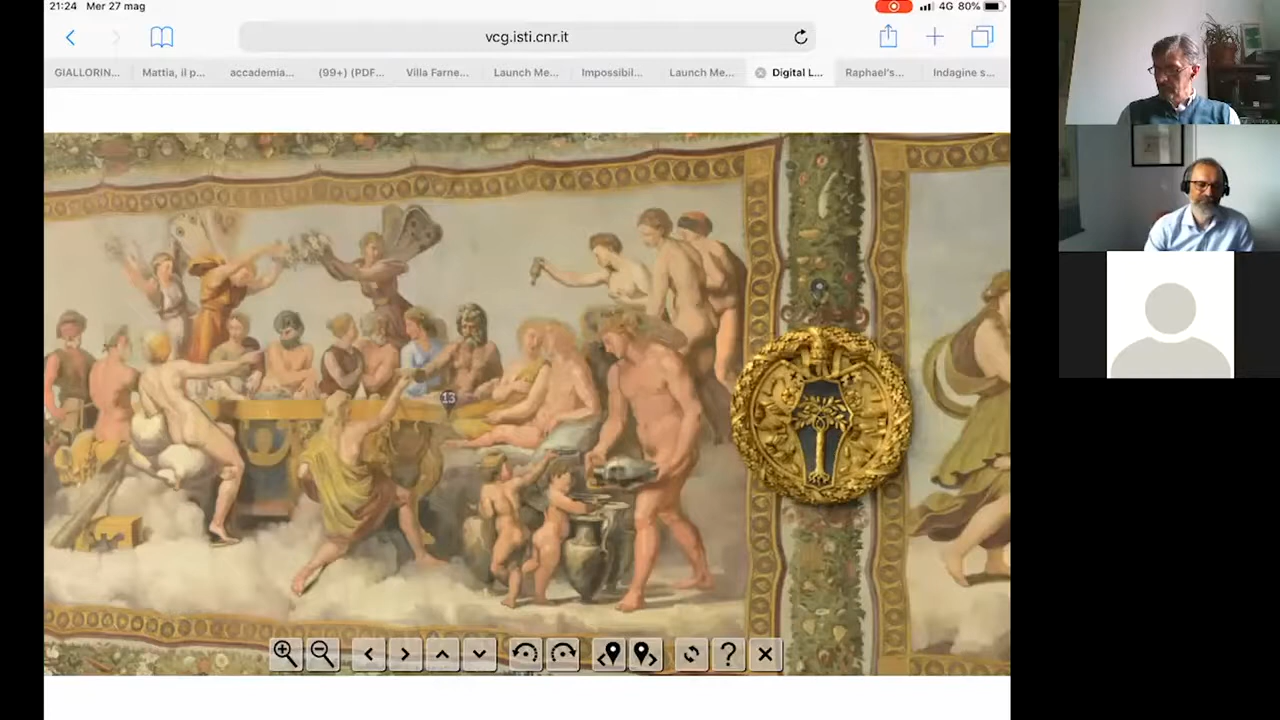 21:24 Mer 27 mag
4G 80%
vcg.isti.cnr.it
GIALLORIN... Mattia, il p... accademia... (99+) (PDF... Villa Farne... Launch Me... Impossibil... Launch Me... Digital L... Raphael's... Indagine s...
13
?